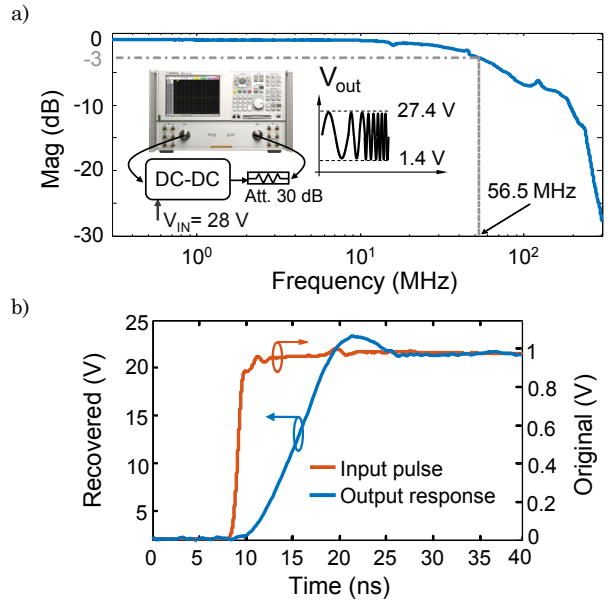 a)
0
-3
-10
-20
-30
Mag (dB)
V_out
27.4 V
1.4 V
DC-DC
Att. 30 dB
V_IN= 28 V
56.5 MHz
10^0
10^1
10^2
Frequency (MHz)
b)
25
20
15
10
5
Recovered (V)
1
0.8
0.6
0.4
0.2
0
Original (V)
Input pulse
Output response
0
5
10
15
20
25
30
35
40
Time (ns)